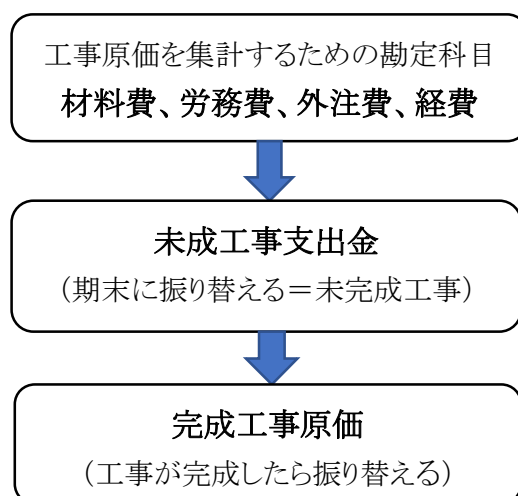 工事原価を集計するための勘定科目
材料費、労務費、外注費、経費
未成工事支出金
（期末に振り替える＝未完成工事）
完成工事原価
（工事が完成したら振り替える）